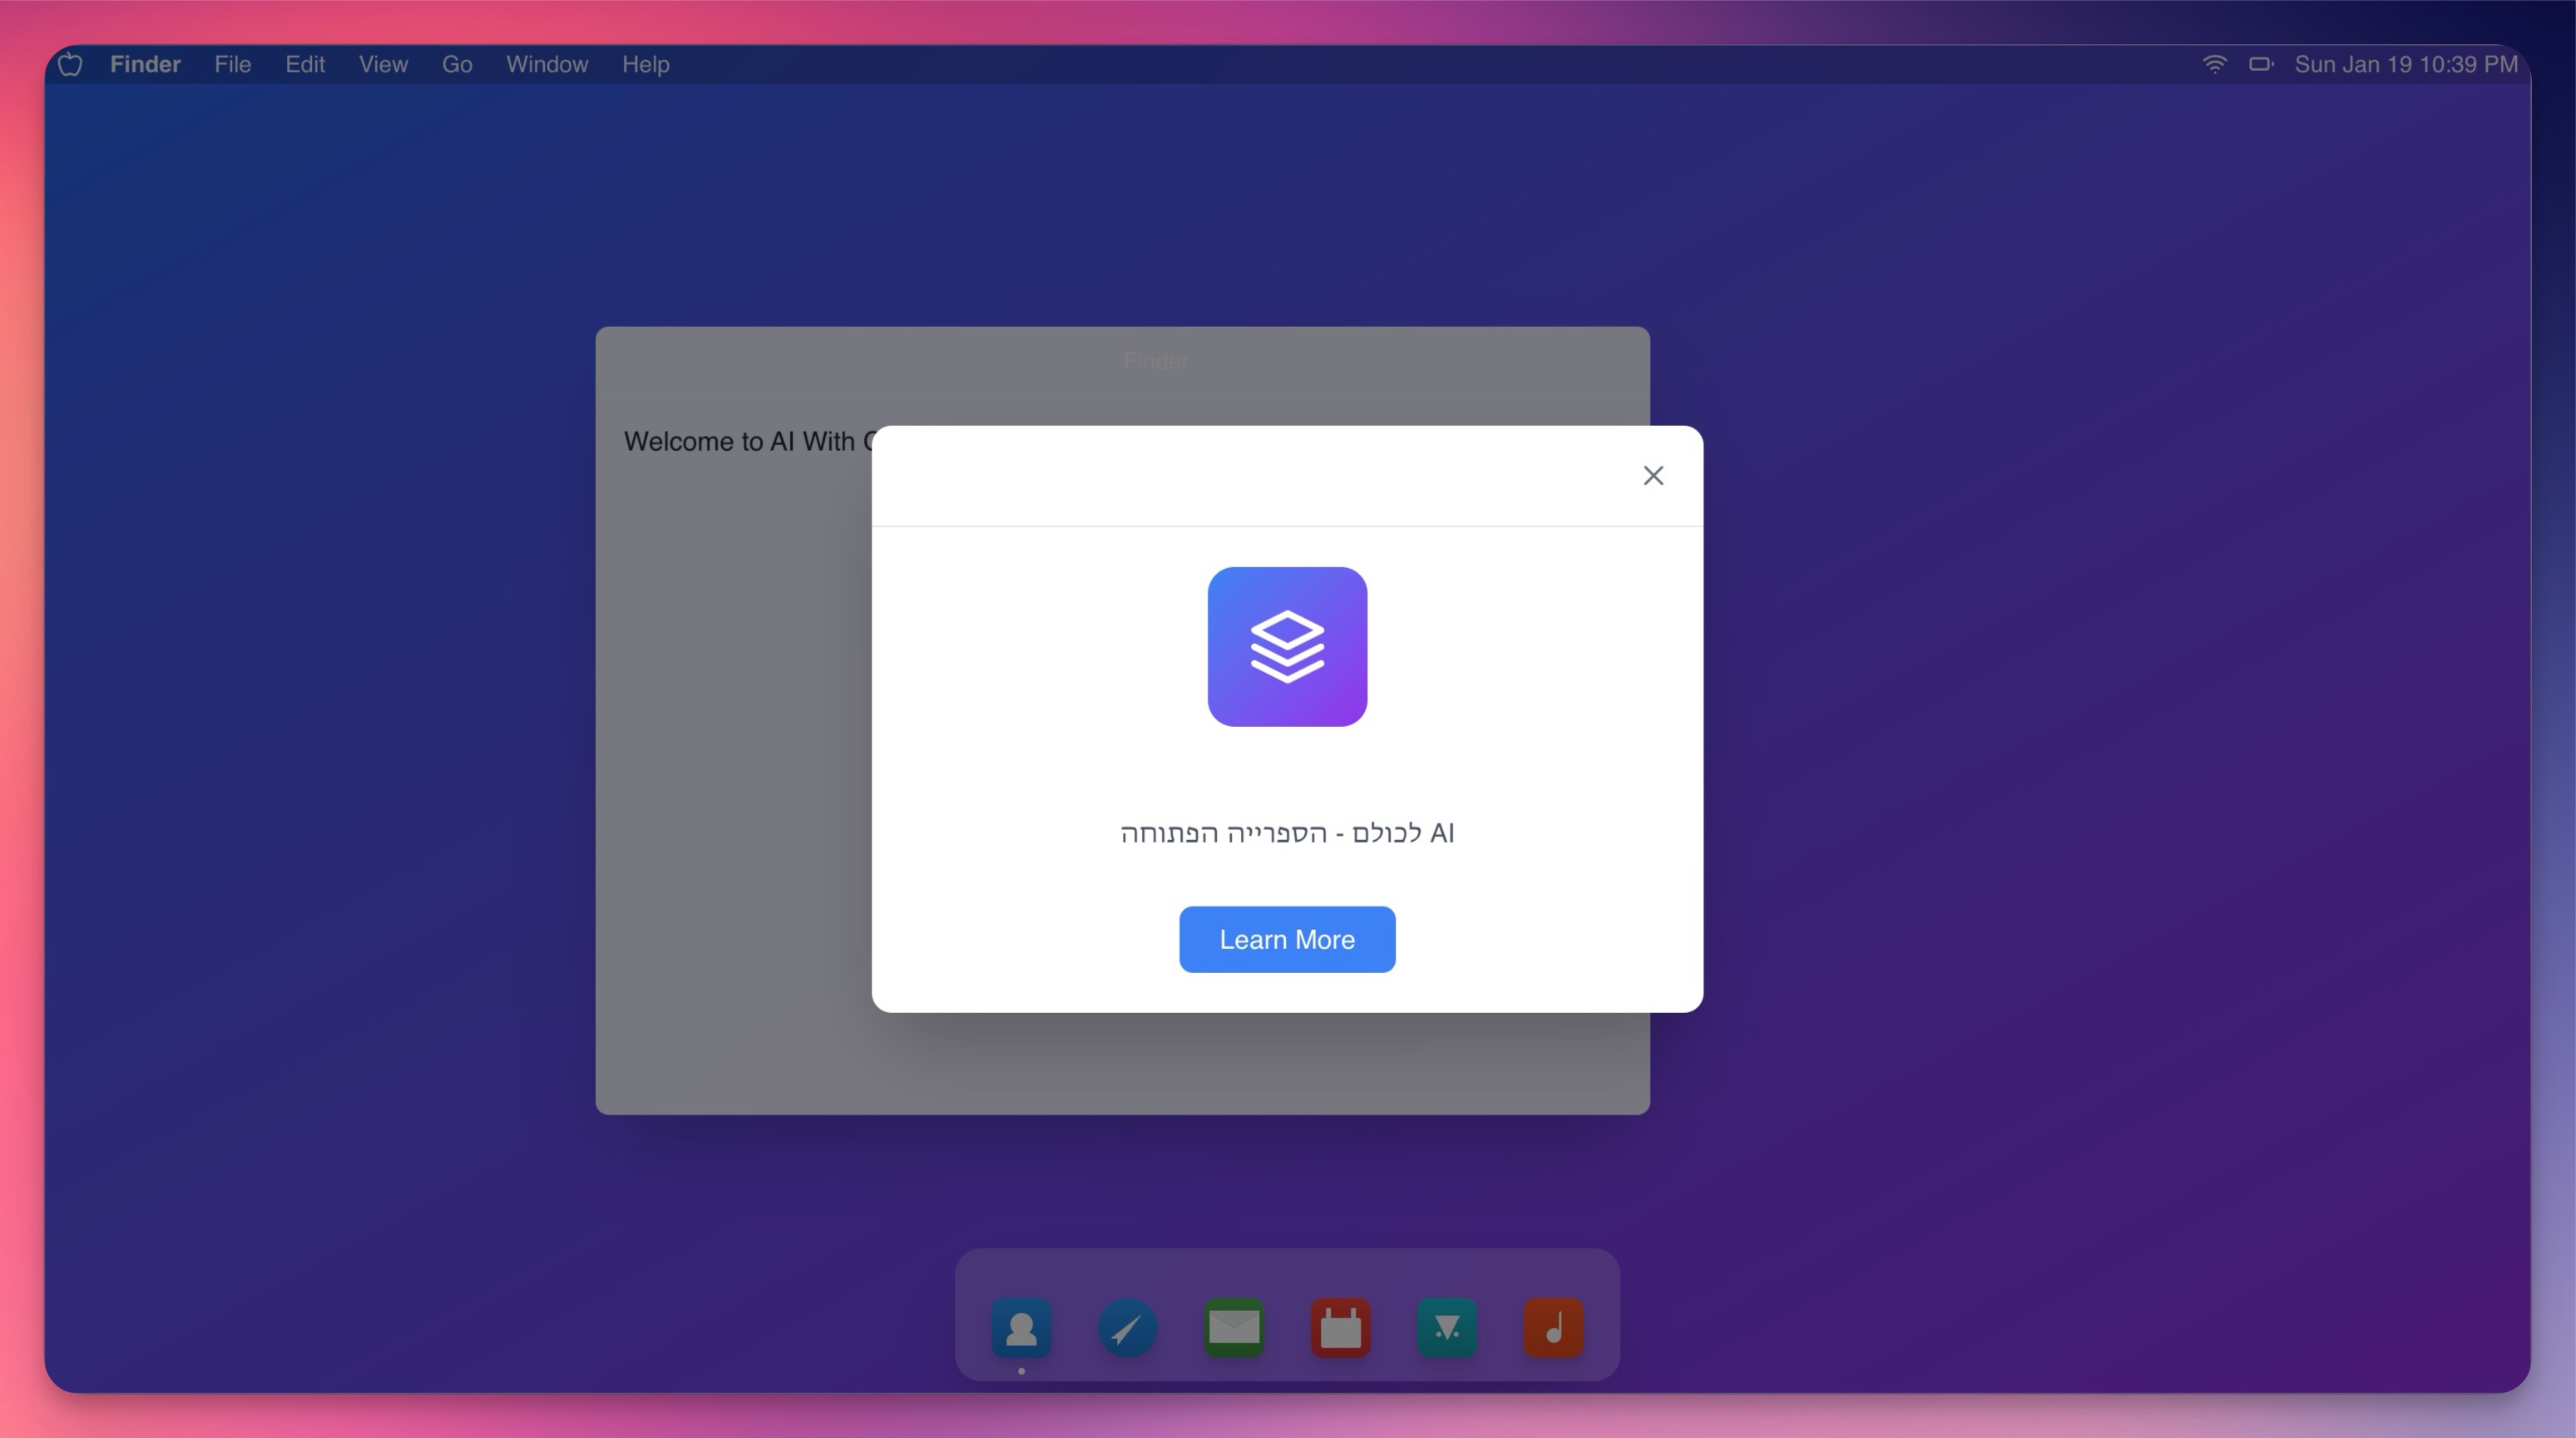 Finder File Edit View Go Window Help
Sun Jan 19 10:39 PM
Finder
Welcome to AI With
AI לכולם - הספרייה הפתוחה
Learn More